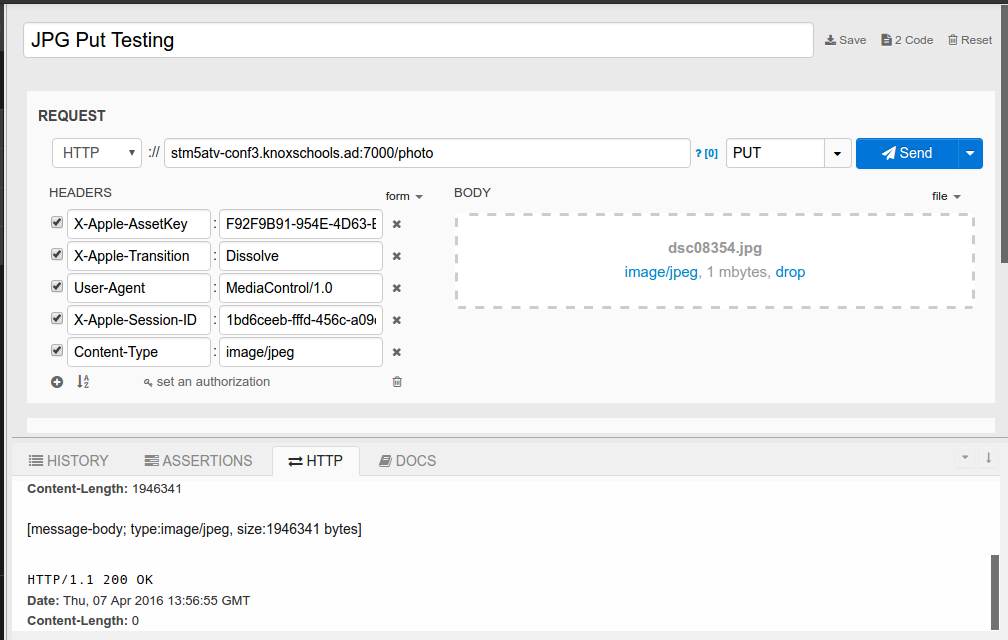 JPG Put Testing
Save 2 Code Reset
REQUEST
HTTP :// stm5atv-conf3.knoxschools.ad:7000/photo ? [0] PUT Send
HEADERS form BODY file
X-Apple-AssetKey : F92F9B91-954E-4D63-E
X-Apple-Transition : Dissolve
User-Agent : MediaControl/1.0
X-Apple-Session-ID : 1bd6ceeb-fffd-456c-a09e
Content-Type : image/jpeg
set an authorization
dsc08354.jpg
image/jpeg, 1 mbytes, drop
HISTORY ASSERTIONS HTTP DOCS
Content-Length: 1946341
[message-body; type:image/jpeg, size:1946341 bytes]
HTTP/1.1 200 OK
Date: Thu, 07 Apr 2016 13:56:55 GMT
Content-Length: 0